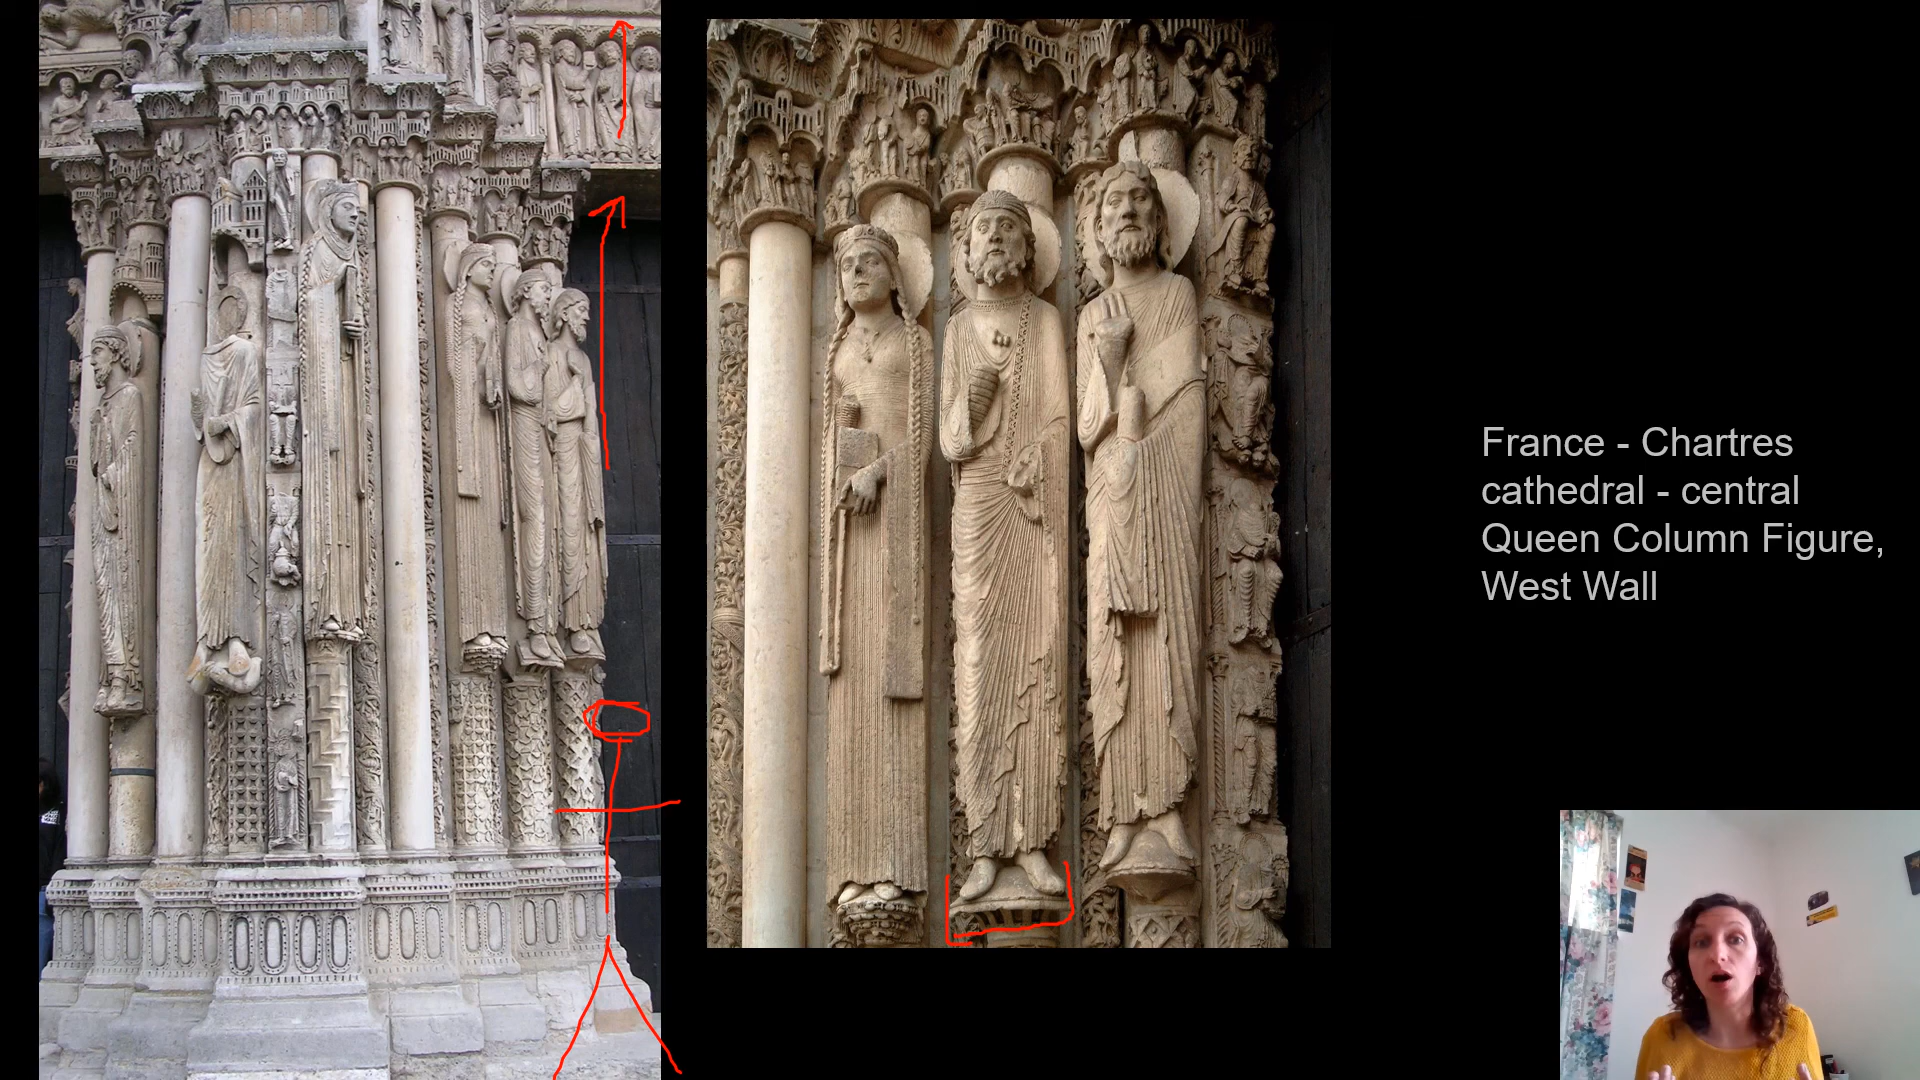 France - Chartres
cathedral - central
Queen Column Figure,
West Wall